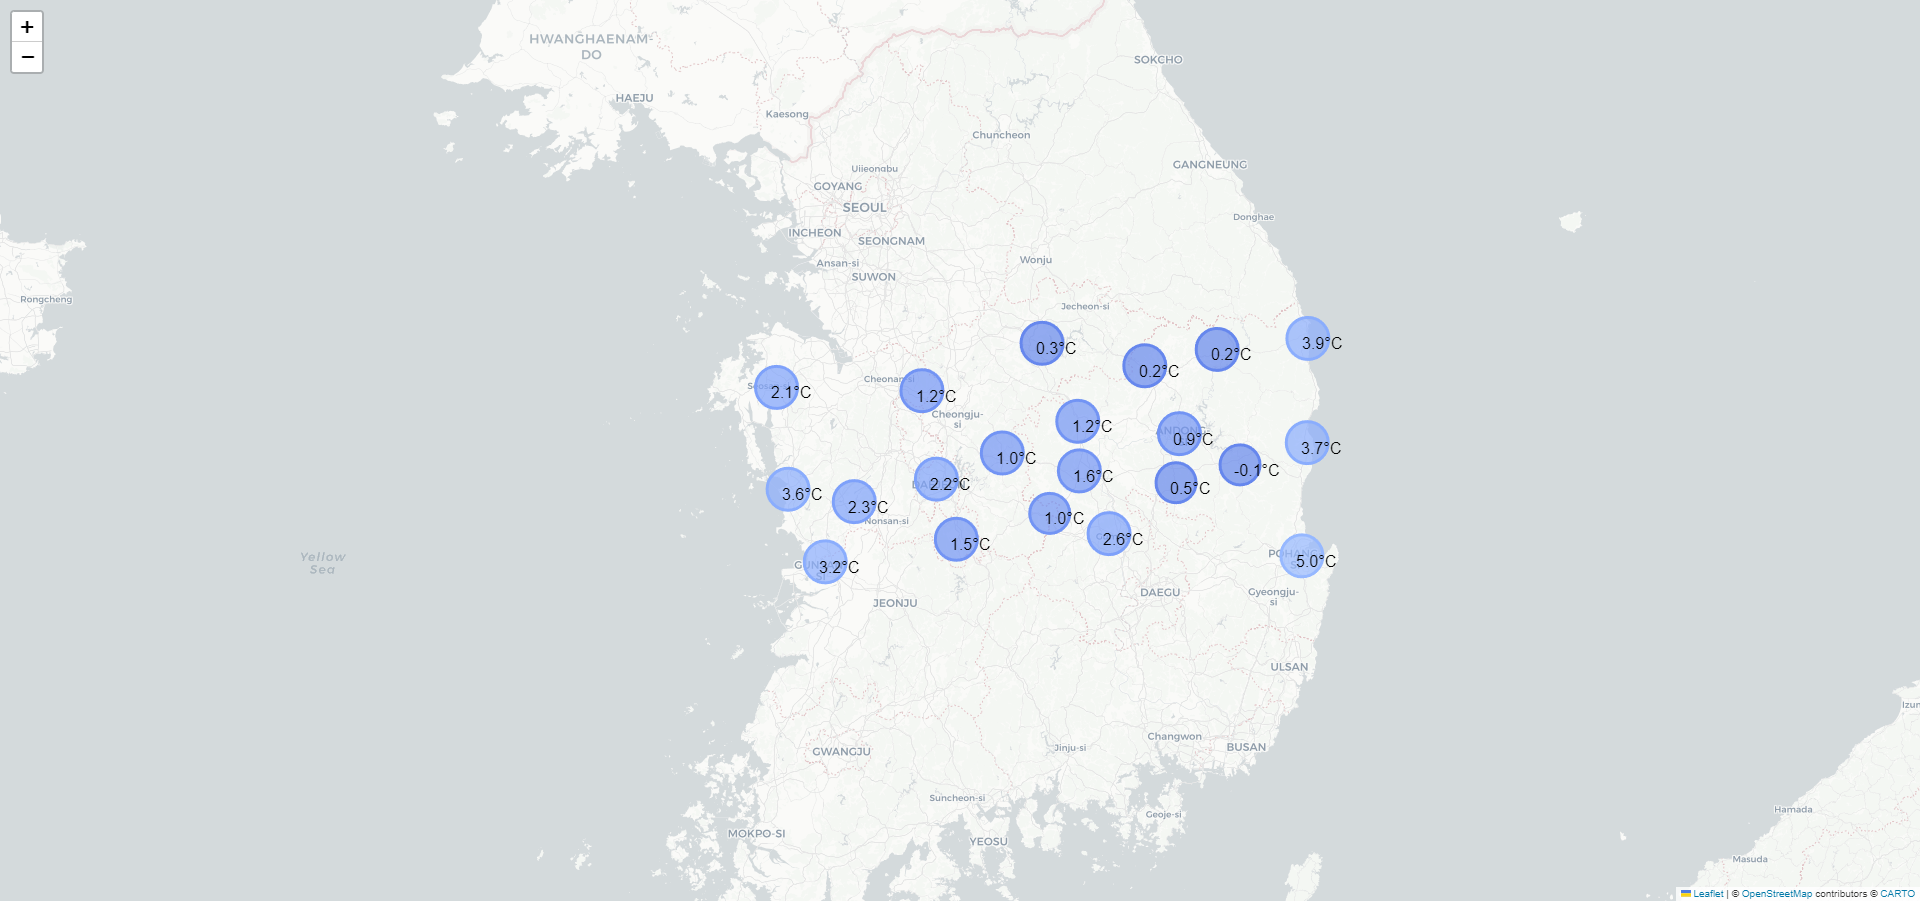 +
−
HWANGHAENAM-
DO
SOKCHO
HAEJU
Kaesong
Chuncheon
GANGNEUNG
Uijeongbu
GOYANG
SEOUL
Donghae
INCHEON
SEONGNAM
Ansan-si
Wonju
SUWON
Rongcheng
Jecheon-si
0.3°C
3.9°C
0.2°C
0.2°C
Cheonan-si
2.1°C
1.2°C
Cheongju-
si
1.2°C
ANDONG
0.9°C
3.7°C
1.0°C
-0.1°C
1.6°C
2.2°C
0.5°C
3.6°C
2.3°C
Nonsan-si
1.0°C
2.6°C
1.5°C
Yellow
Sea
POHANG
5.0°C
3.2°C
JEONJU
DAEGU
Gyeongju-
si
ULSAN
Izum
Changwon
GWANGJU
Jinju-si
BUSAN
Suncheon-si
Geoje-si
Hamada
MOKPO-SI
YEOSU
Masuda
Leaflet | © OpenStreetMap contributors © CARTO